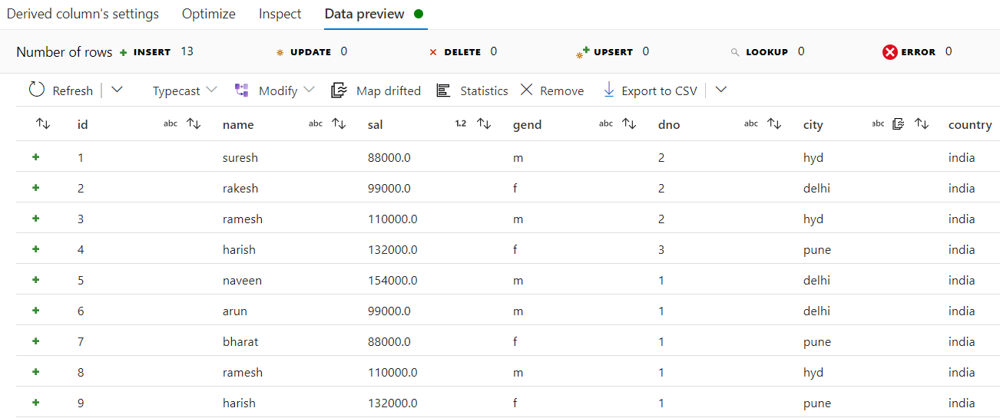 Derived column's settings Optimize Inspect Data preview
Number of rows INSERT 13 UPDATE 0 DELETE 0 UPSERT 0 LOOKUP 0 ERROR 0
Refresh Typecast Modify Map drifted Statistics Remove Export to CSV
id abc name abc sal 1.2 gend abc dno abc city abc country
1 suresh 88000.0 m 2 hyd india
2 rakesh 99000.0 f 2 delhi india
3 ramesh 110000.0 m 2 hyd india
4 harish 132000.0 f 3 pune india
5 naveen 154000.0 m 1 delhi india
6 arun 99000.0 m 1 delhi india
7 bharat 88000.0 f 1 pune india
8 ramesh 110000.0 m 1 hyd india
9 harish 132000.0 f 1 pune india